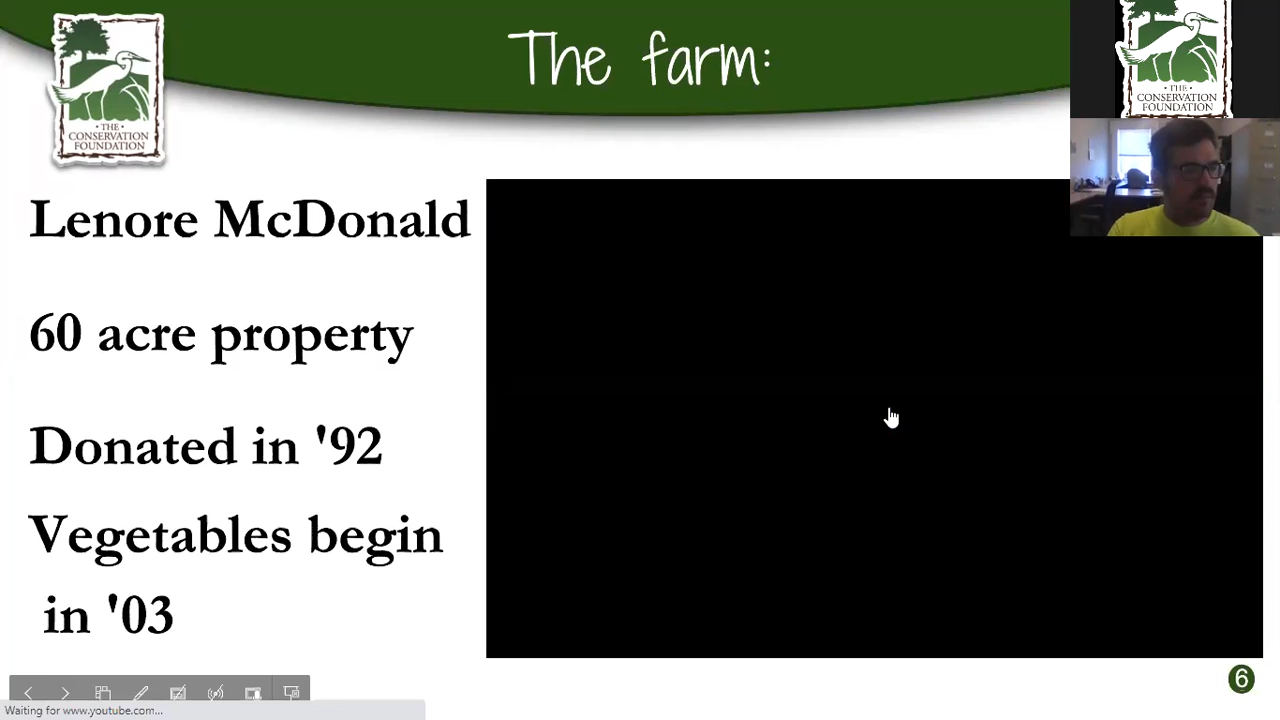 The farm:
• THE •
CONSERVATION
FOUNDATION
THE
CONSERVATION
FOUNDATION
Lenore McDonald
60 acre property
Donated in '92
Vegetables begin
in '03
6
Waiting for www.youtube.com...